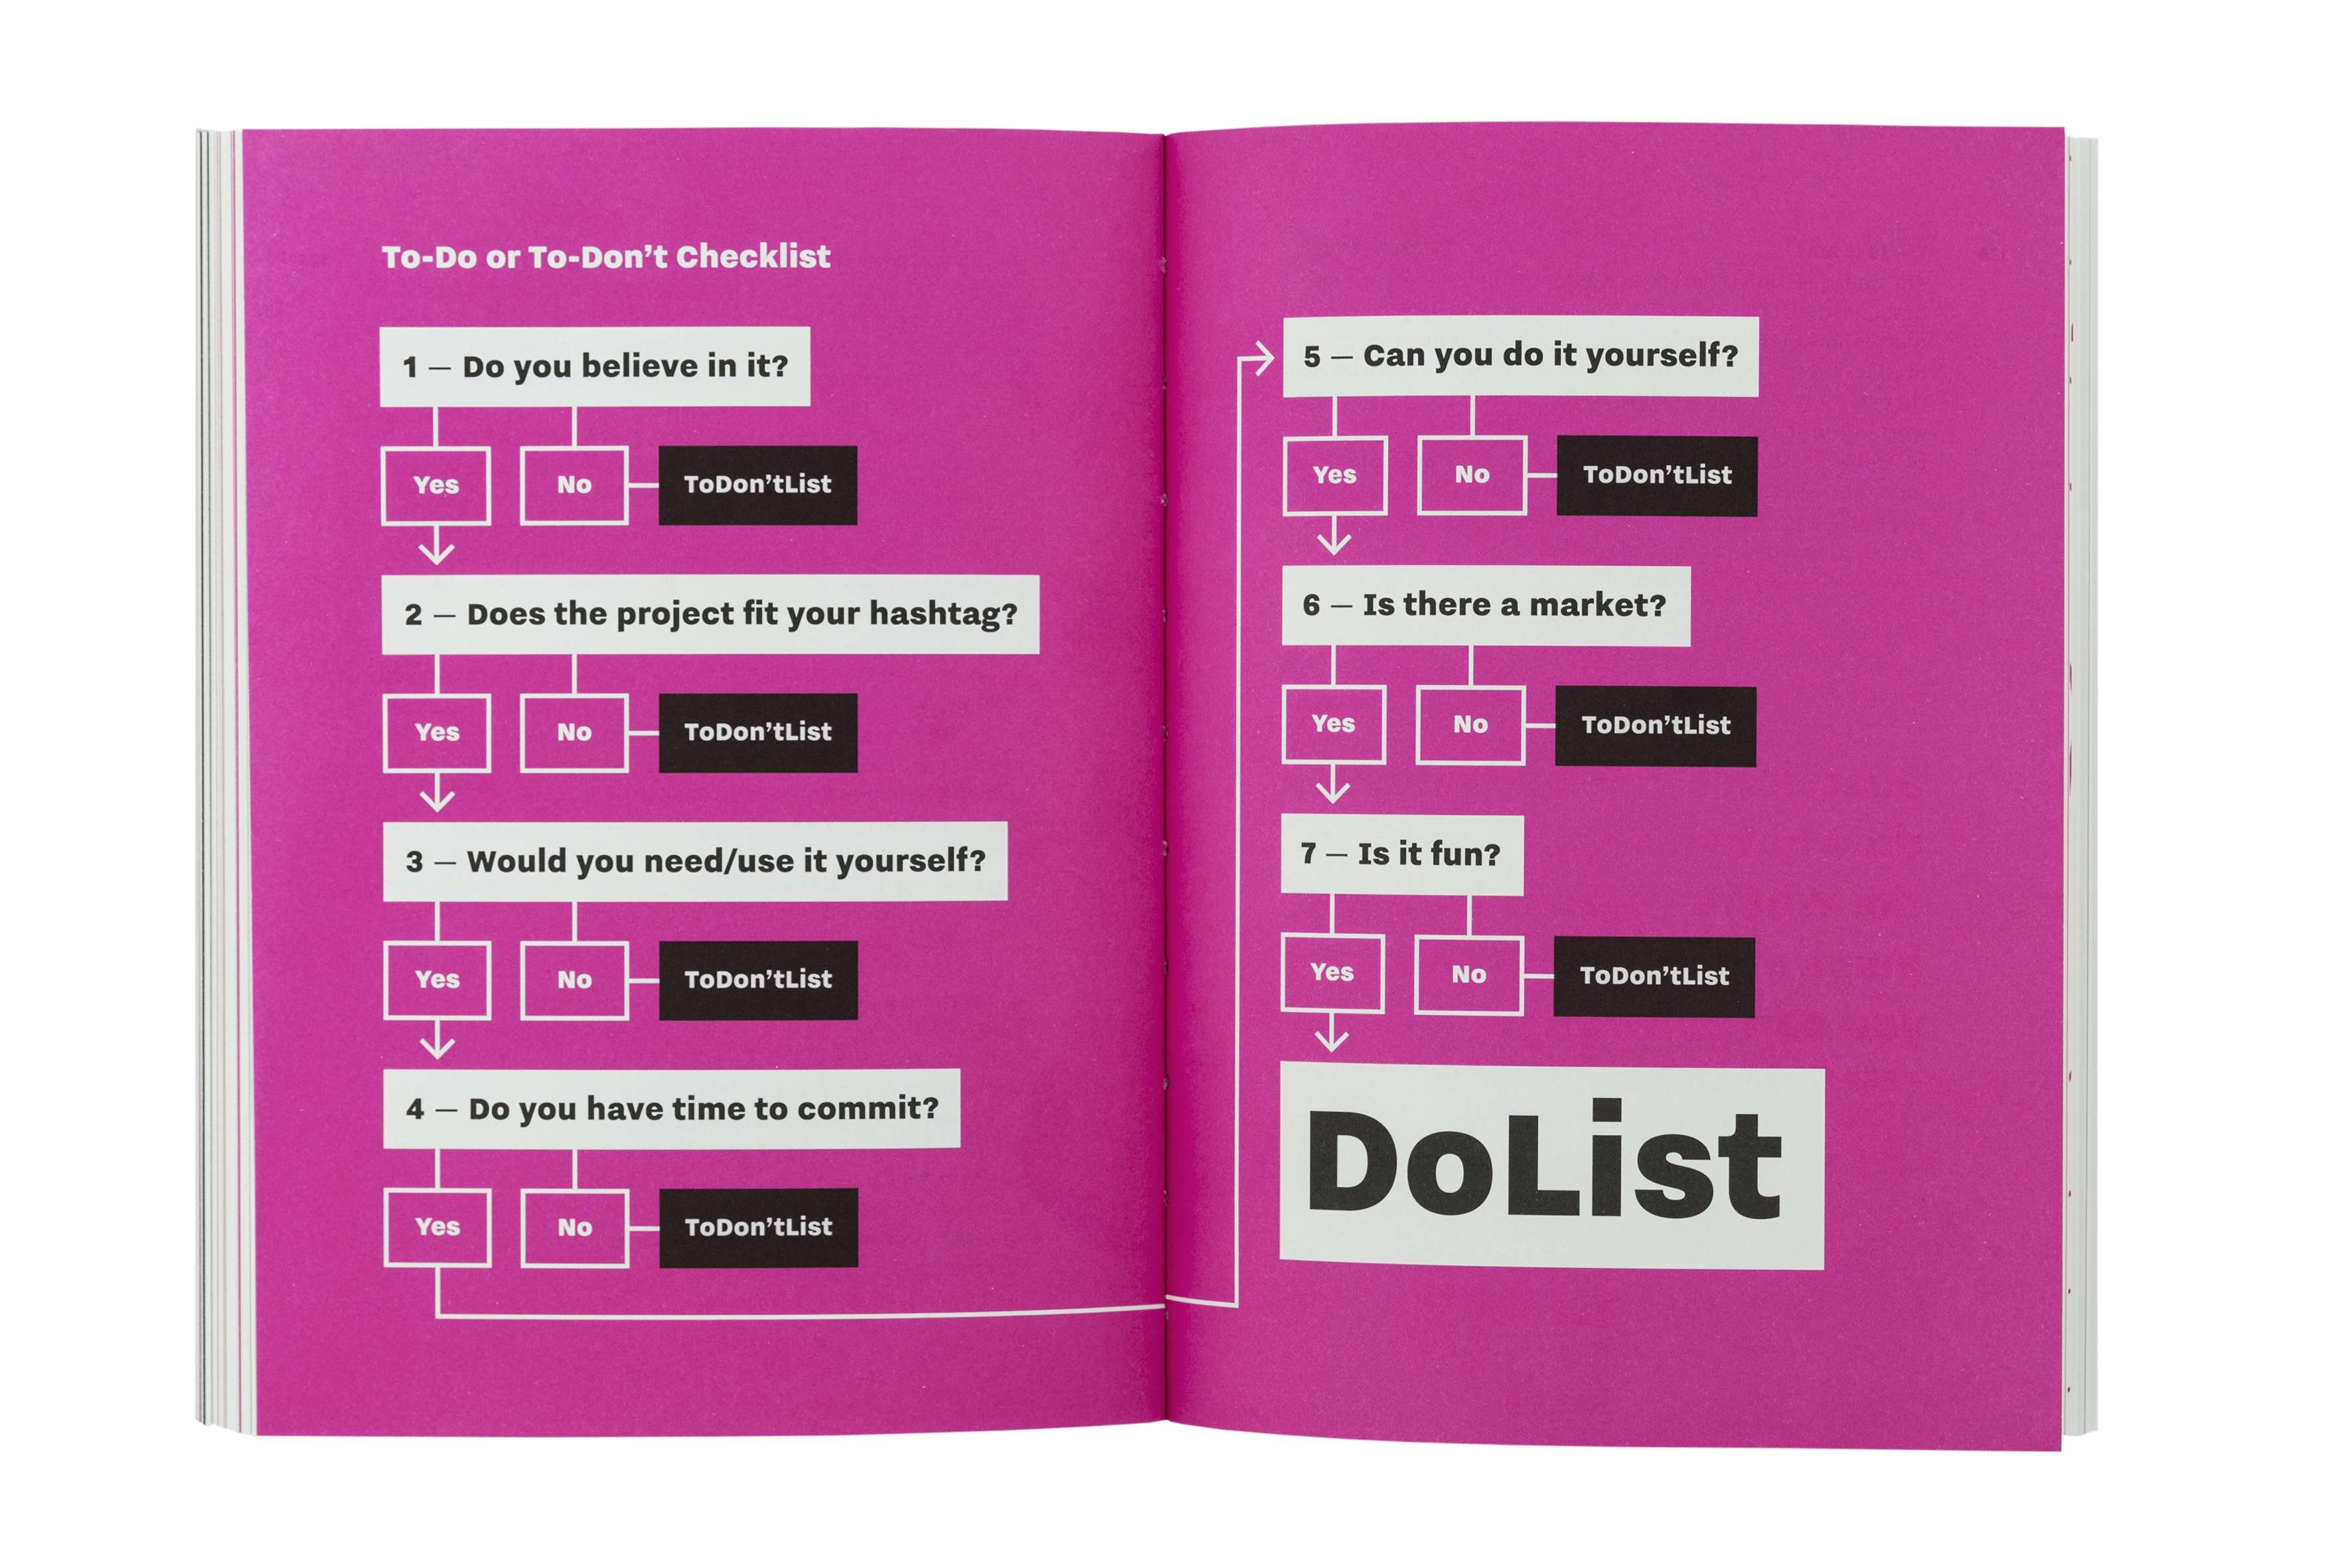 To-Do or To-Don’t Checklist
1 — Do you believe in it?
Yes No ToDon’tList
2 — Does the project fit your hashtag?
Yes No ToDon’tList
3 — Would you need/use it yourself?
Yes No ToDon’tList
4 — Do you have time to commit?
Yes No ToDon’tList
5 — Can you do it yourself?
Yes No ToDon’tList
6 — Is there a market?
Yes No ToDon’tList
7 — Is it fun?
Yes No ToDon’tList
DoList